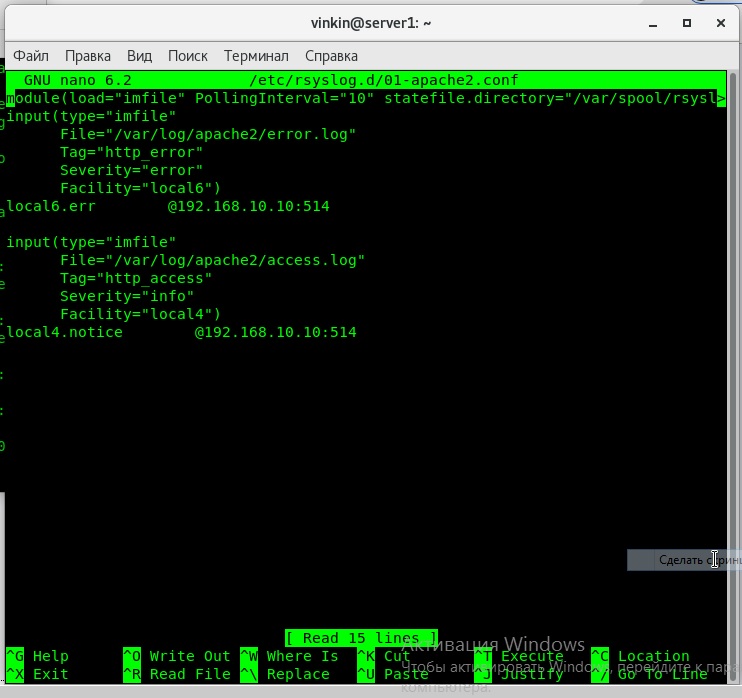 vinkin@server1: ~
Файл Правка Вид Поиск Терминал Справка
GNU nano 6.2 /etc/rsyslog.d/01-apache2.conf
module(load="imfile" PollingInterval="10" statefile.directory="/var/spool/rsysl>
input(type="imfile"
File="/var/log/apache2/error.log"
Tag="http_error"
Severity="error"
Facility="local6")
local6.err @192.168.10.10:514
input(type="imfile"
File="/var/log/apache2/access.log"
Tag="http_access"
Severity="info"
Facility="local4")
local4.notice @192.168.10.10:514
Сделать
[ Read 15 lines ]
Активация Windows
^G Help ^O Write Out ^W Where Is ^K Cut ^T Execute ^C Location
Чтобы активировать Windows, перейдите к
^X Exit ^R Read File ^\ Replace ^U Paste ^J Justify ^/ Go To Line
компьютера.